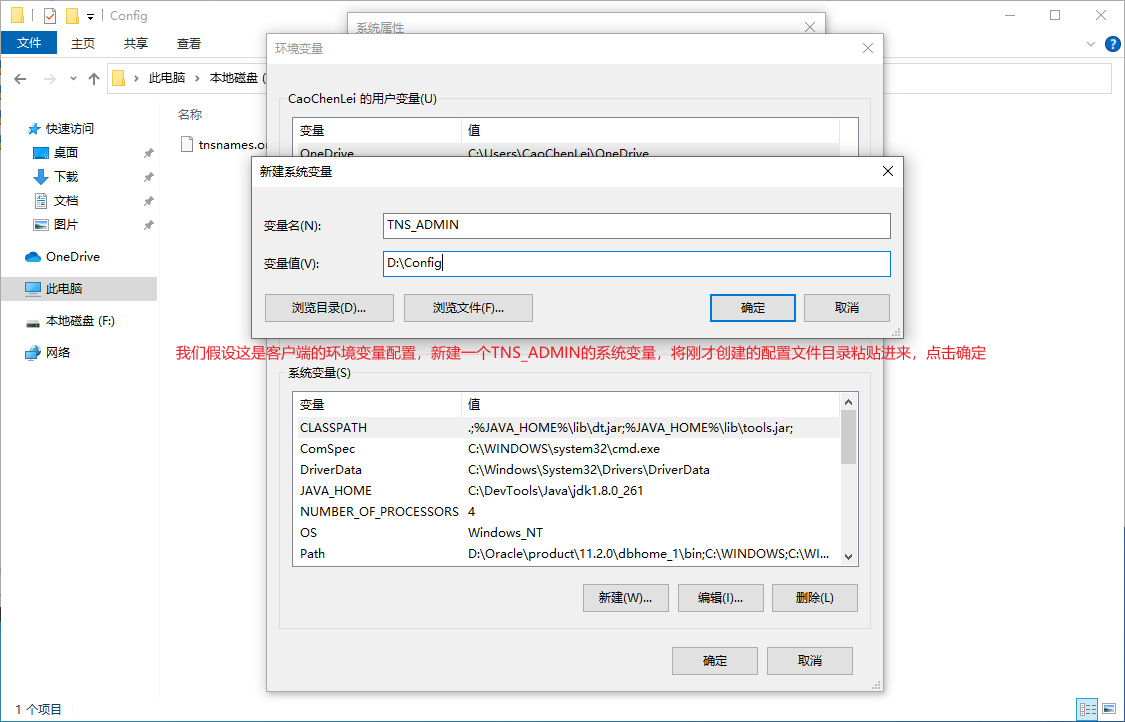 Config
系统属性
文件
主页
共享
查看
环境变量
此电脑
本地磁盘 (
CaoChenLei 的用户变量(U)
名称
变量
值
快速访问
tnsnames.or
OneDrive
C:\Users\CaoChenLei\OneDrive
桌面
下载
新建系统变量
文档
图片
变量名(N):
TNS_ADMIN
OneDrive
变量值(V):
D:\Config
此电脑
浏览目录(D)...
浏览文件(F)...
确定
取消
本地磁盘 (F:)
网络
我们假设这是客户端的环境变量配置，新建一个TNS_ADMIN的系统变量，将刚才创建的配置文件目录粘贴进来，点击确定
系统变量(S)
变量
值
CLASSPATH
.;%JAVA_HOME%\lib\dt.jar;%JAVA_HOME%\lib\tools.jar;
ComSpec
C:\WINDOWS\system32\cmd.exe
DriverData
C:\Windows\System32\Drivers\DriverData
JAVA_HOME
C:\DevTools\Java\jdk1.8.0_261
NUMBER_OF_PROCESSORS
4
OS
Windows_NT
Path
D:\Oracle\product\11.2.0\dbhome_1\bin;C:\WINDOWS;C:\WI...
新建(W)...
编辑(I)...
删除(L)
确定
取消
1 个项目